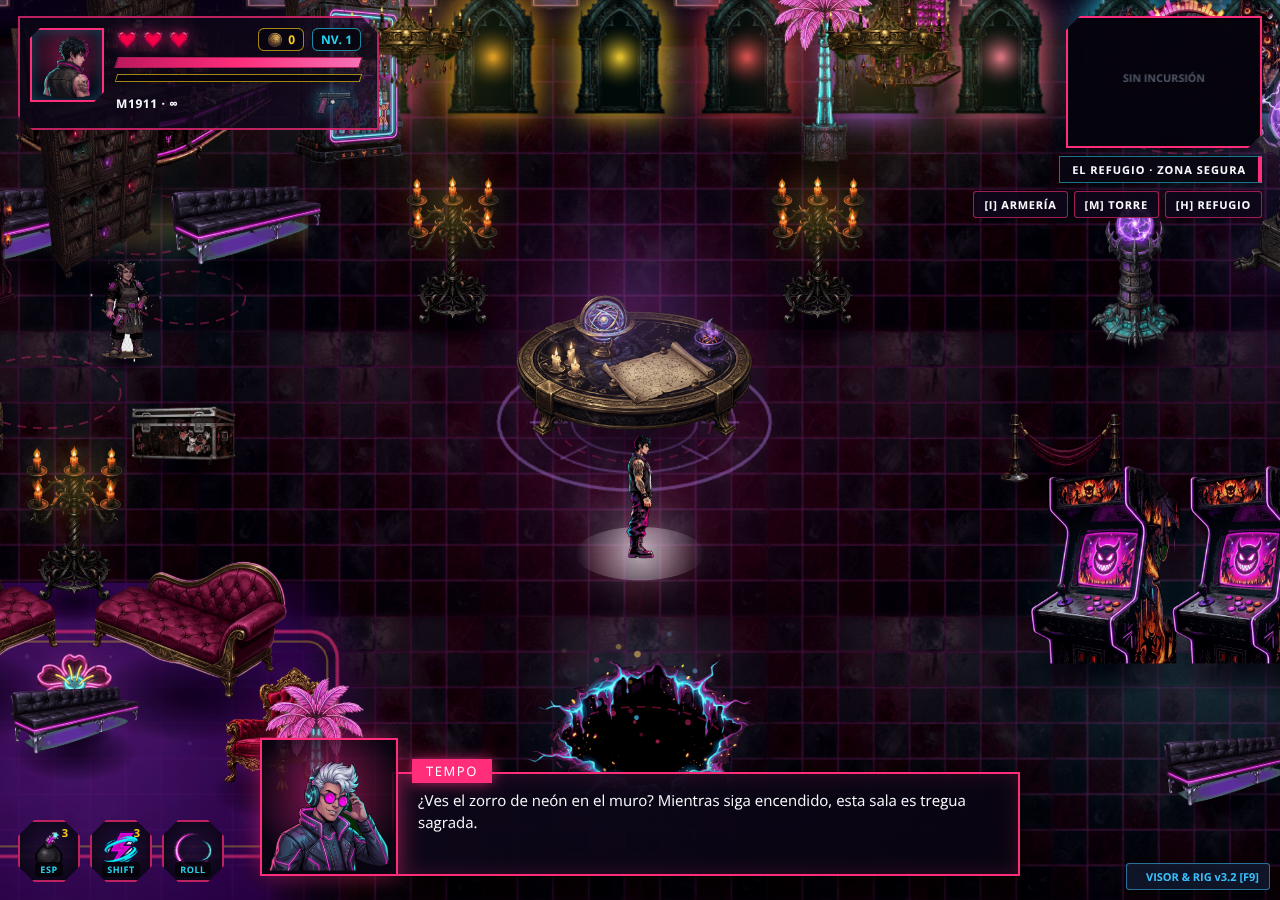 0
NV. 1
M1911 · ∞
SIN INCURSIÓN
EL REFUGIO · ZONA SEGURA
[I] ARMERÍA
[M] TORRE
[H] REFUGIO
TEMPO
¿Ves el zorro de neón en el muro? Mientras siga encendido, esta sala es tregua
sagrada.
3
ESP
3
SHIFT
ROLL
VISOR & RIG v3.2 [F9]